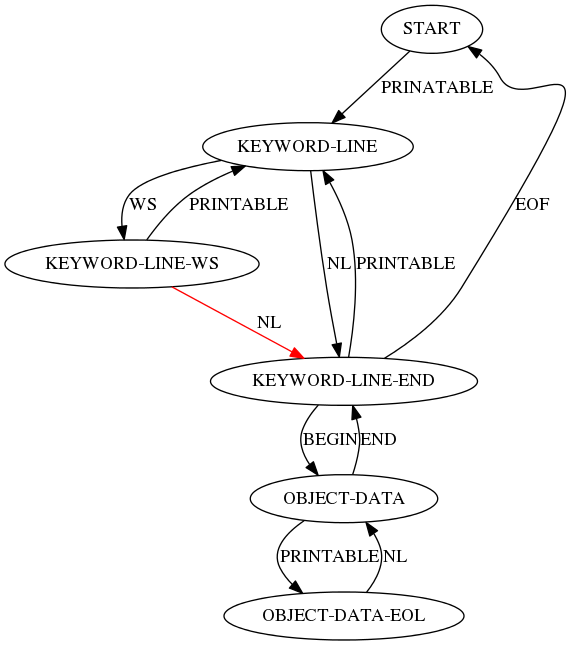 START
PRINATABLE
KEYWORD-LINE
WS
PRINTABLE
EOF
KEYWORD-LINE-WS
NL
PRINTABLE
NL
KEYWORD-LINE-END
BEGIN
END
OBJECT-DATA
PRINTABLE
NL
OBJECT-DATA-EOL